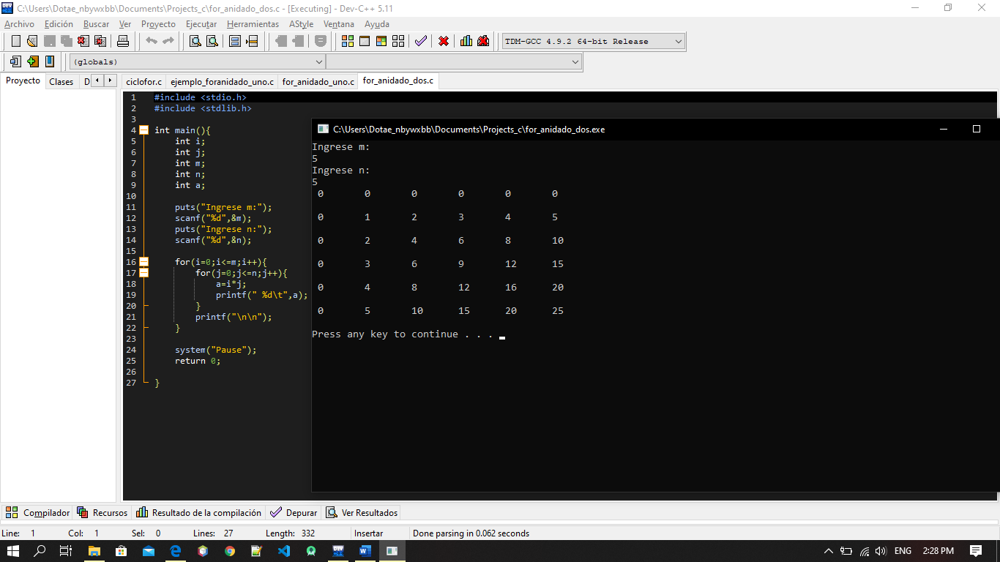 C:\Users\Dotae_nbywxbb\Documents\Projects_c\for_anidado_dos.c - [Executing] - Dev-C++ 5.11
Archivo Edición Buscar Ver Proyecto Ejecutar Herramientas AStyle Ventana Ayuda
TDM-GCC 4.9.2 64-bit Release
(globals)
Proyecto Clases D
ciclofor.c ejemplo_foranidado_uno.c for_anidado_uno.c for_anidado_dos.c
1 #include <stdio.h>
2 #include <stdlib.h>
3
4 int main(){
5 int i;
6 int j;
7 int m;
8 int n;
9 int a;
10
11 puts("Ingrese m:");
12 scanf("%d",&m);
13 puts("Ingrese n:");
14 scanf("%d",&n);
15
16 for(i=0;i<=m;i++){
17 for(j=0;j<=n;j++){
18 a=i*j;
19 printf(" %d\t",a);
20 }
21 printf("\n\n");
22 }
23
24 system("Pause");
25 return 0;
26
27 }
C:\Users\Dotae_nbywxbb\Documents\Projects_c\for_anidado_dos.exe
Ingrese m:
5
Ingrese n:
5
0 0 0 0 0 0
0 1 2 3 4 5
0 2 4 6 8 10
0 3 6 9 12 15
0 4 8 12 16 20
0 5 10 15 20 25
Press any key to continue . . .
Compilador Recursos Resultado de la compilación Depurar Ver Resultados
Line: 1 Col: 1 Sel: 0 Lines: 27 Length: 332 Insertar Done parsing in 0.062 seconds
DEV W ENG 2:28 PM